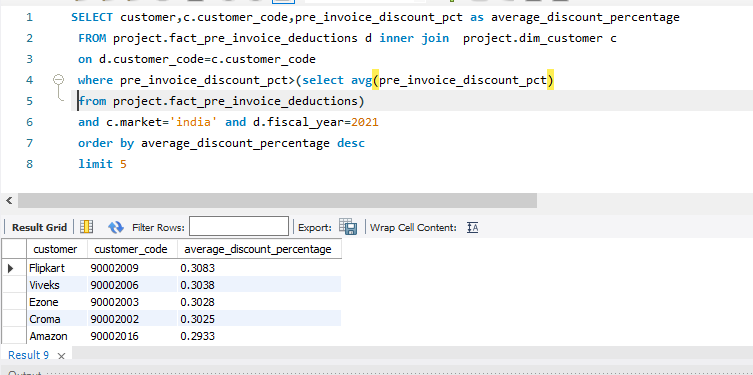 1 SELECT customer,c.customer_code,pre_invoice_discount_pct as average_discount_percentage
2 FROM project.fact_pre_invoice_deductions d inner join project.dim_customer c
3 on d.customer_code=c.customer_code
4 where pre_invoice_discount_pct>(select avg(pre_invoice_discount_pct)
5 from project.fact_pre_invoice_deductions)
6 and c.market='india' and d.fiscal_year=2021
7 order by average_discount_percentage desc
8 limit 5
Result Grid Filter Rows: Export: Wrap Cell Content:
customer customer_code average_discount_percentage
Flipkart 90002009 0.3083
Viveks 90002006 0.3038
Ezone 90002003 0.3028
Croma 90002002 0.3025
Amazon 90002016 0.2933
Result 9 x